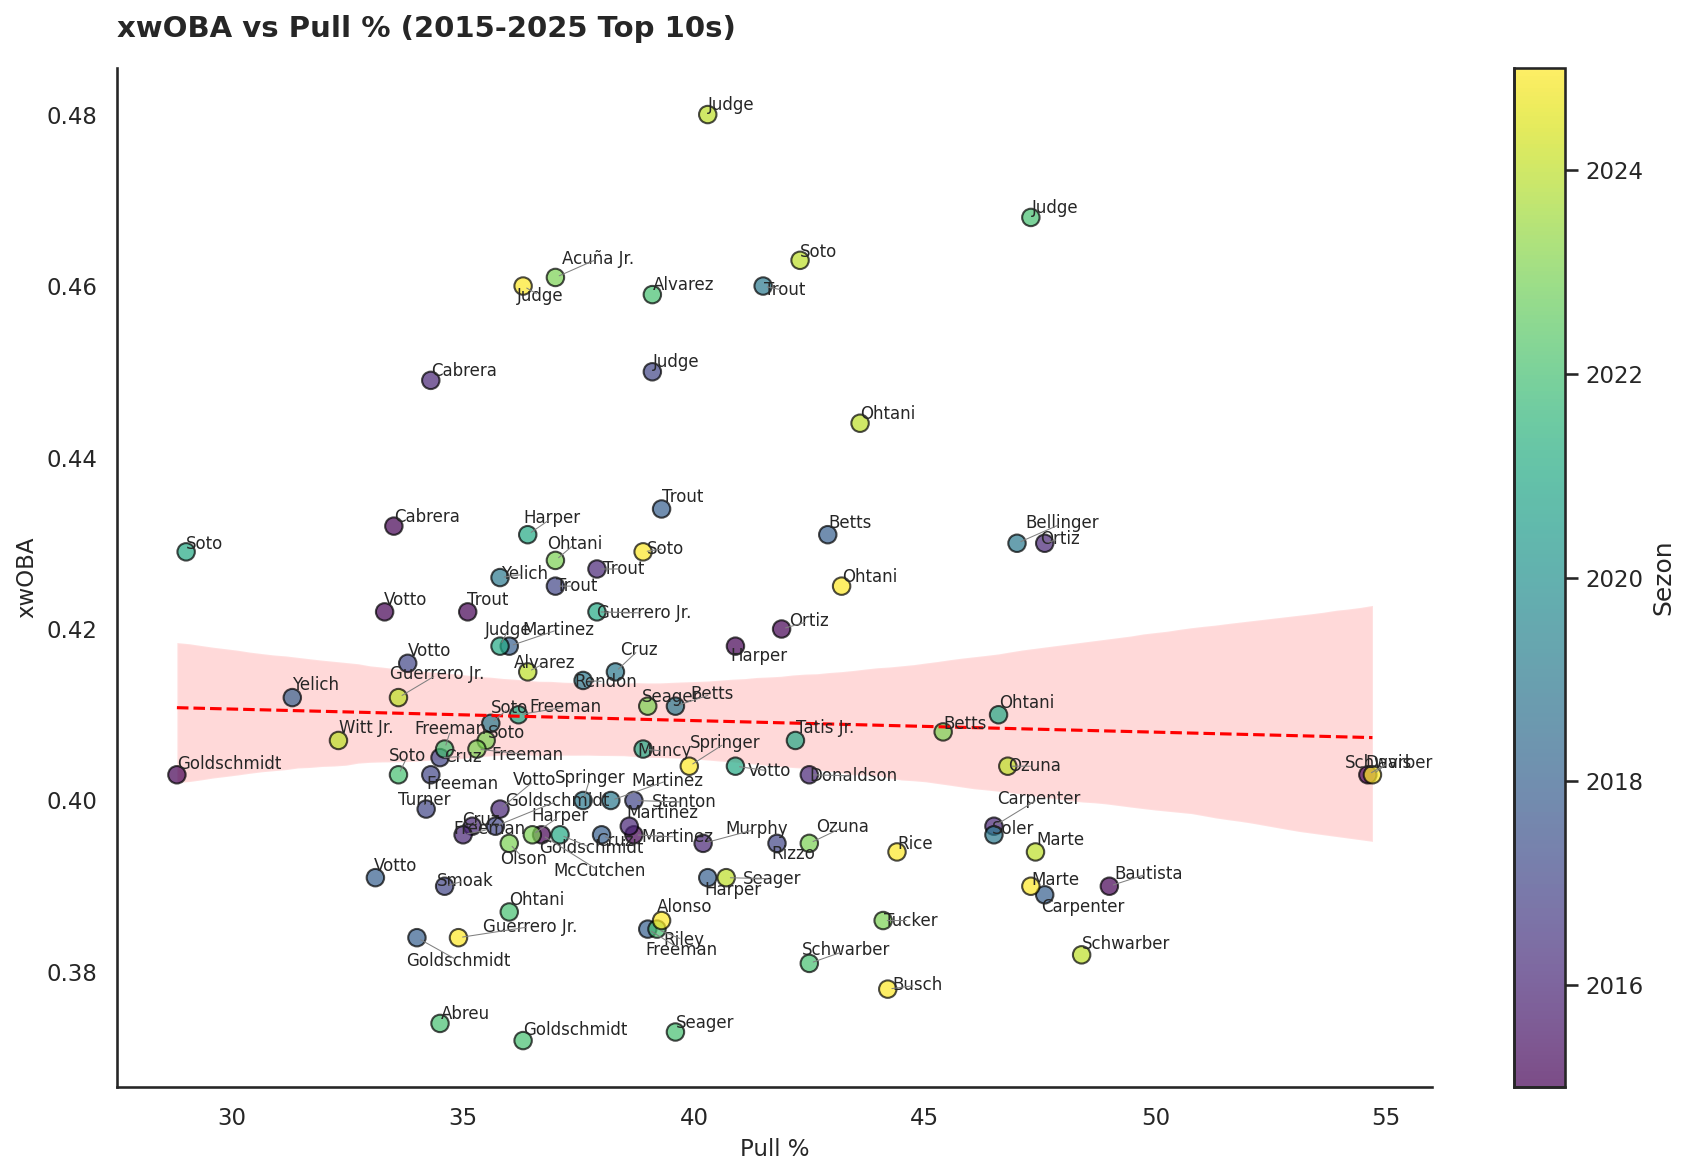 xwOBA vs Pull % (2015-2025 Top 10s)
Judge
0.48
2024
Judge
Soto
Acuña Jr.
Judge
Alvarez
Trout
0.46
Judge
Cabrera
2022
Ohtani
0.44
Trout
Cabrera
Harper
Betts
Bellinger
Ortiz
Soto
Ohtani
Soto
Yelich
Trout
Trout
Ohtani
2020
Sezon
xwOBA
Votto
Trout
Guerrero Jr.
Ortiz
0.42
Judge
Martinez
Harper
Votto
Alvarez
Cruz
Guerrero Jr.
Rendon
Yelich
Seager
Betts
Soto
Freeman
Ohtani
Witt Jr.
Freeman
Soto
Tatis Jr.
Betts
Goldschmidt
Soto
Cruz
Freeman
Muncy
Springer
Votto
Donaldson
Ozuna
Schwarber
Davis
2018
Freeman
Votto
Springer
Martinez
0.40
Turner
Goldschmidt
Stanton
Carpenter
Cruz
Freeman
Harper
Martinez
Cruz
Martinez
Murphy
Ozuna
Soler
Olson
Goldschmidt
McCutchen
Rizzo
Rice
Marte
Votto
Smoak
Seager
Harper
Marte
Bautista
Carpenter
Ohtani
Alonso
Guerrero Jr.
Riley
Freeman
Tucker
Goldschmidt
Schwarber
Schwarber
0.38
Busch
2016
Abreu
Goldschmidt
Seager
30
35
40
45
50
55
Pull %